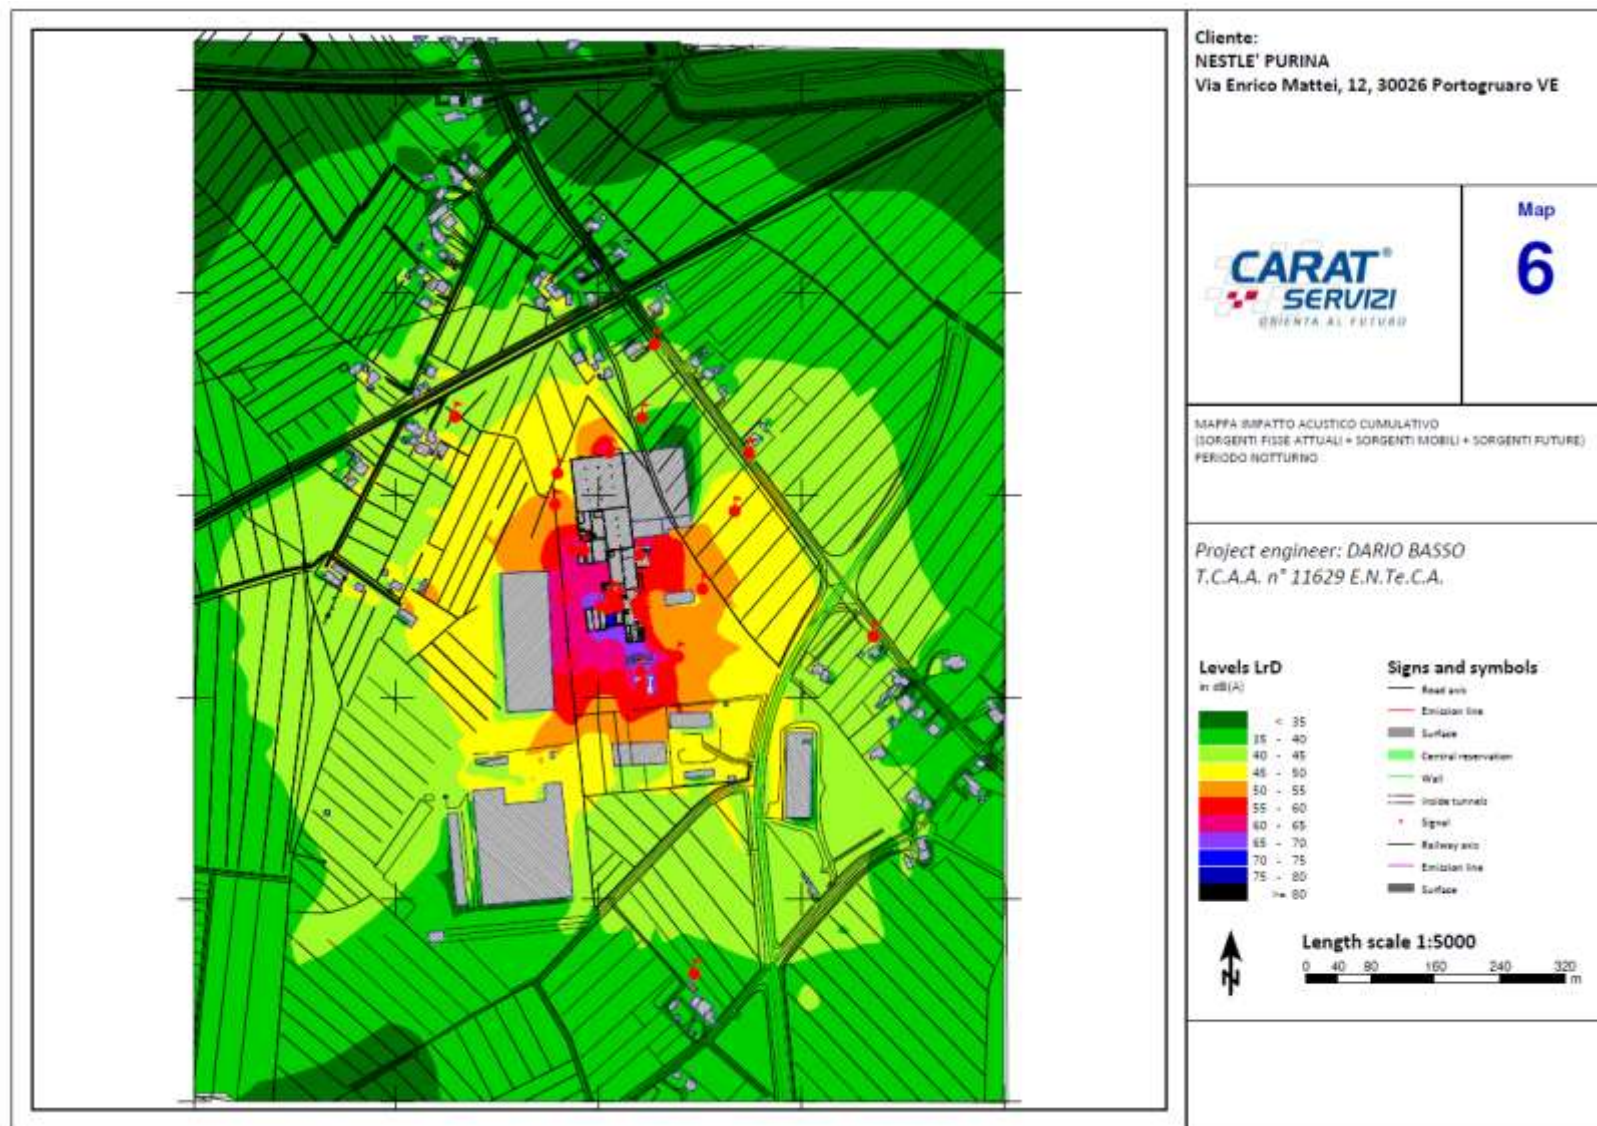 Cliente:
NESTLE' PURINA
Via Enrico Mattei, 12, 30026 Portogruaro VE
CARAT®
SERVIZI
ORIENTA AL FUTURO
Map
6
MAPPA IMPATTO ACUSTICO CUMULATIVO
(SORGENTI FISSE ATTUALI + SORGENTI MOBILI + SORGENTI FUTURE)
PERIODO NOTTURNO
Project engineer: DARIO BASSO
T.C.A.A. n° 11629 E.N.Te.C.A.
Levels LrD
in dB(A)
< 35
35 - 40
40 - 45
45 - 50
50 - 55
55 - 60
60 - 65
65 - 70
70 - 75
75 - 80
>= 80
Signs and symbols
Road axis
Emission line
Surface
Central reservation
Wall
Inside tunnels
Signal
Railway axis
Emission line
Surface
N
Length scale 1:5000
0 40 80 160 240 320
m